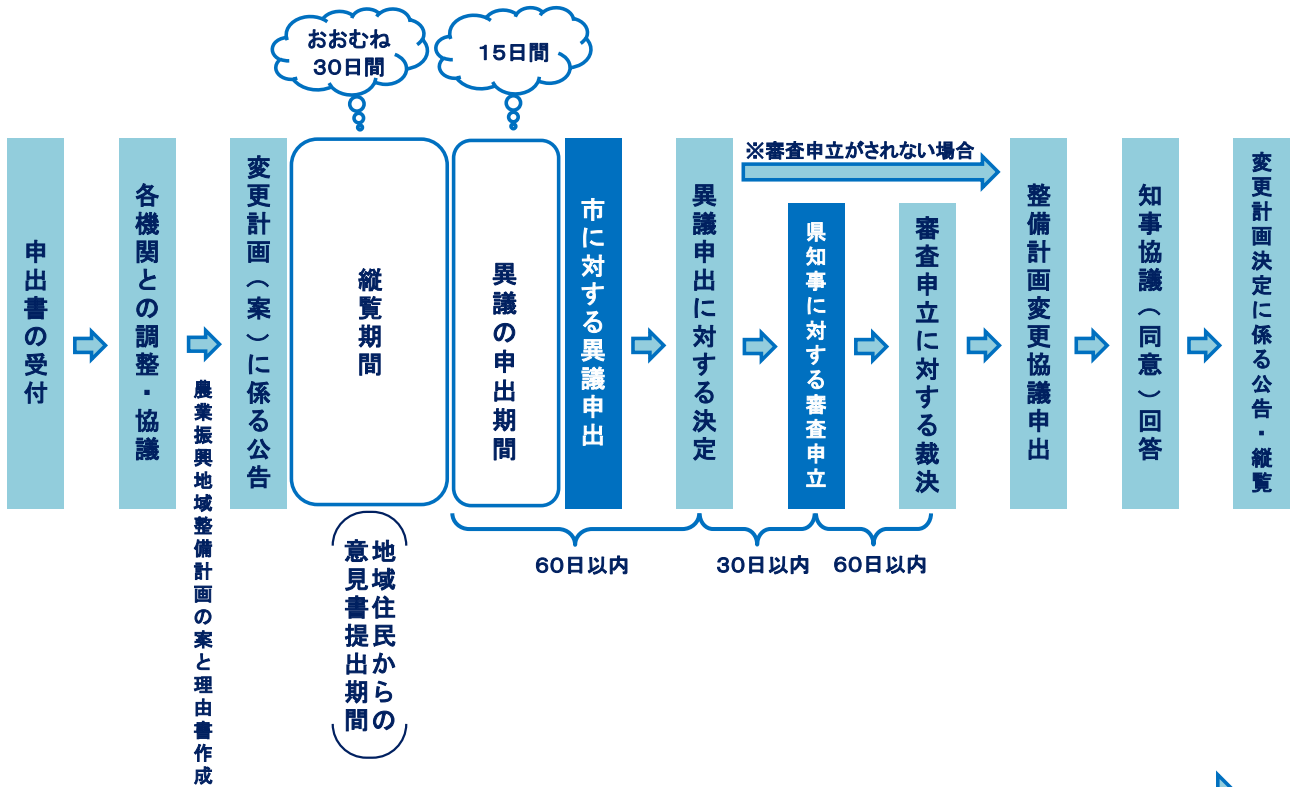 おおむね
30日間
15日間
申出書の受付
各機関との調整・協議
農業振興地域整備計画の案と理由書作成
変更計画（案）に係る公告
縦覧期間
（地域住民からの
意見書提出期間）
異議の申出期間
市に対する異議申出
異議申出に対する決定
※審査申立がされない場合
県知事に対する審査申立
審査申立に対する裁決
整備計画変更協議申出
知事協議（同意）回答
変更計画決定に係る公告・縦覧
60日以内
30日以内
60日以内